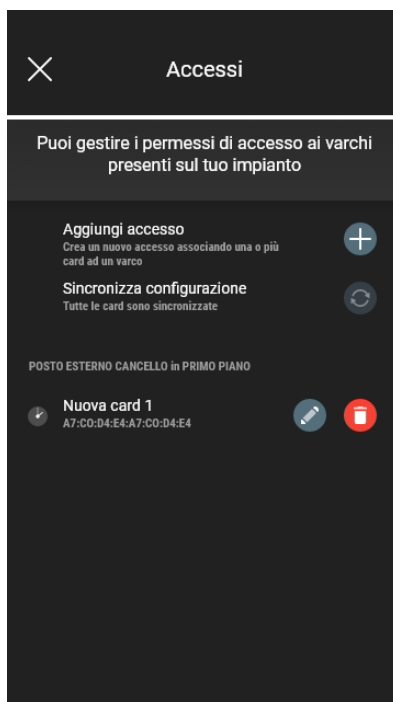 Accessi
Puoi gestire i permessi di accesso ai varchi
presenti sul tuo impianto
Aggiungi accesso
Crea un nuovo accesso associando una o più
card ad un varco
Sincronizza configurazione
Tutte le card sono sincronizzate
POSTO ESTERNO CANCELLO in PRIMO PIANO
Nuova card 1
A7:C0:D4:E4:A7:C0:D4:E4